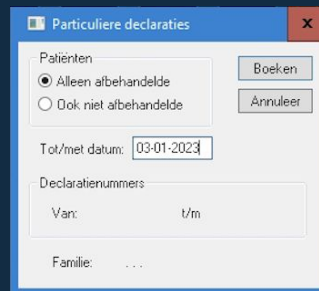 Particuliere declaraties
x
Patiënten
Alleen afbehandelde
Ook niet afbehandelde
Boeken
Annuleer
Tot/met datum: 03-01-2023
Declaratienummers
Van: t/m
Familie: . . .